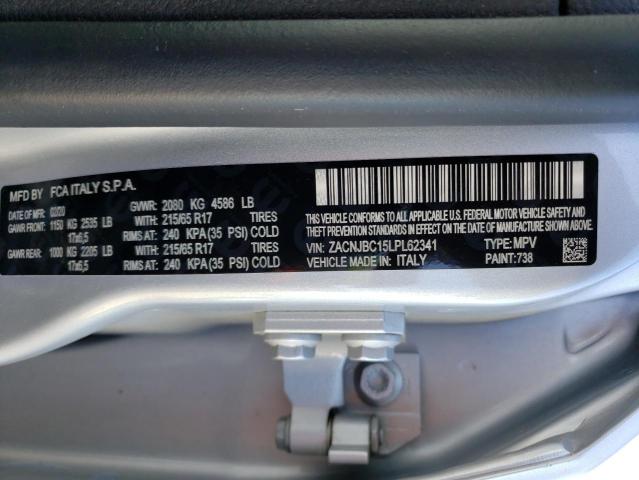 MFD BY FCA ITALY S.P.A.
DATE OF MFR 02/20 GVWR: 2080 KG 4586 LB
GAWR FRONT: 1150 KG 2535 LB WITH: 215/65 R17 TIRES
17x6,5 RIMS AT: 240 KPA(35 PSI) COLD
GAWR REAR: 1000 KG 2205 LB WITH: 215/65 R17 TIRES
17x6,5 RIMS AT: 240 KPA(35 PSI) COLD
THIS VEHICLE CONFORMS TO ALL APPLICABLE U.S.A. FEDERAL MOTOR VEHICLE SAFETY, BUMPER, AND
THEFT PREVENTION STANDARDS IN EFFECT ON THE DATE OF MANUFACTURE SHOWN ABOVE
VIN: ZACNJBC15LPL62341 TYPE: MPV
VEHICLE MADE IN: ITALY PAINT: 738